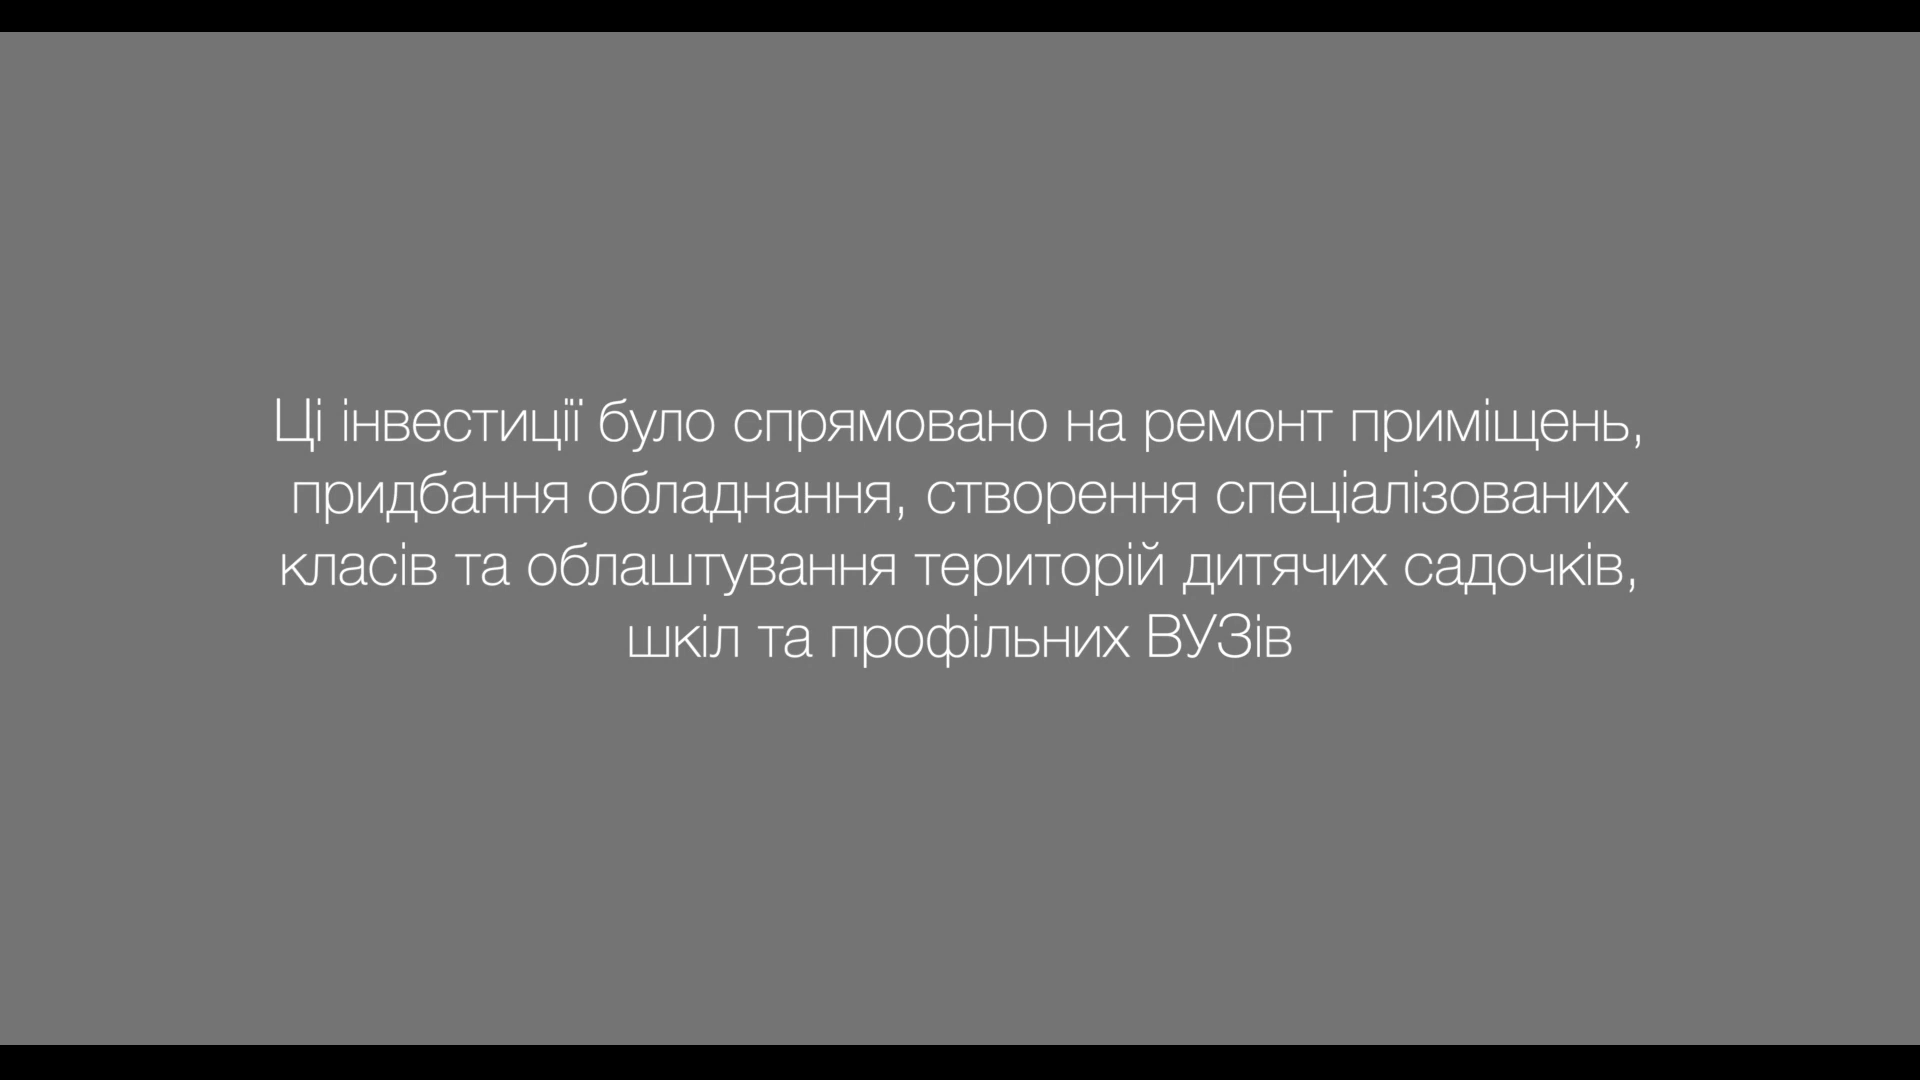 Ці інвестиції було спрямовано на ремонт приміщень,
придбання обладнання, створення спеціалізованих
класів та облаштування територій дитячих садочків,
шкіл та профільних ВУЗів